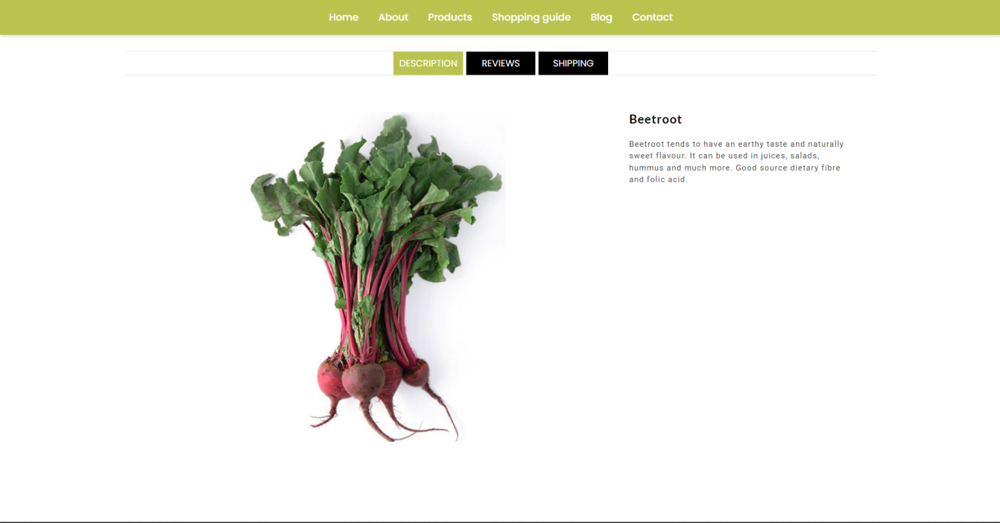 Home About Products Shopping guide Blog Contact
DESCRIPTION REVIEWS SHIPPING
Beetroot
Beetroot tends to have an earthy taste and naturally
sweet flavour. It can be used in juices, salads,
hummus and much more. Good source dietary fibre
and folic acid.